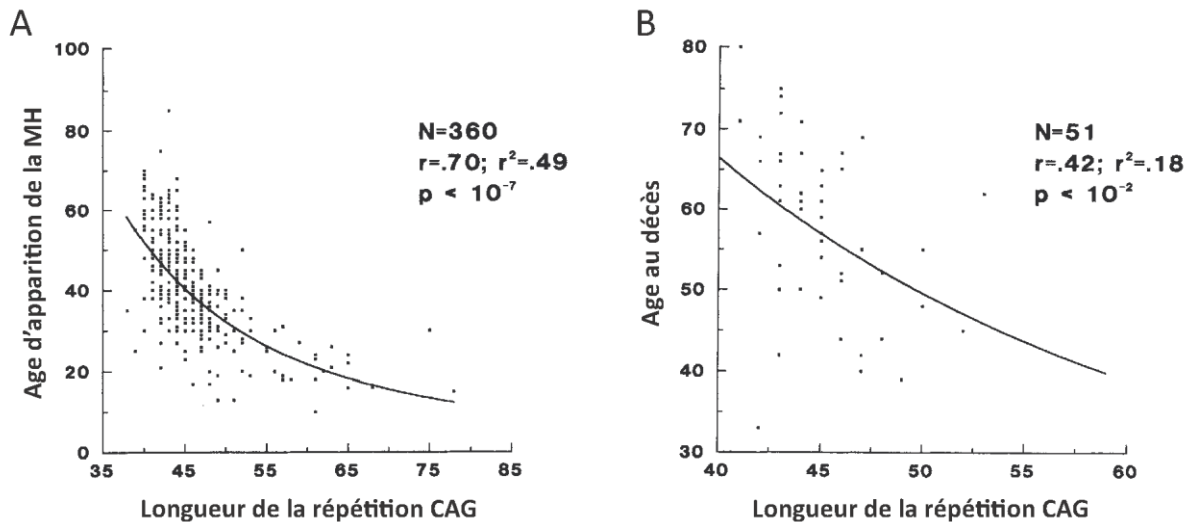 A
100
80
60
40
20
0
35
45
55
65
75
85
Age d'apparition de la MH
Longueur de la répétition CAG
N=360
r=.70; r²=.49
p < 10⁻⁷
B
80
70
60
50
40
30
40
45
50
55
60
Age au décès
Longueur de la répétition CAG
N=51
r=.42; r²=.18
p < 10⁻²